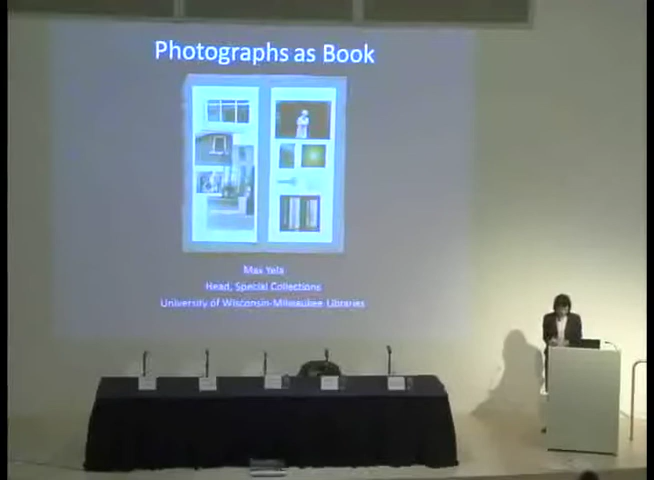 Photographs as Book
Max Yela
Head, Special Collections
University of Wisconsin-Milwaukee Libraries